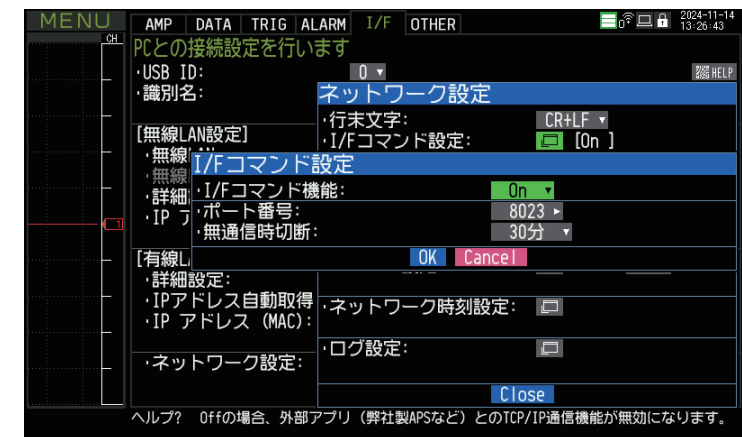 MENU
AMP DATA TRIG ALARM I/F OTHER
2024-11-14
13:26:43
CH
PCとの接続設定を行います
・USB ID: 0
HELP
・識別名:
ネットワーク設定
・行末文字: CR+LF
[無線LAN設定]
・I/Fコマンド設定: [On ]
・無線
I/Fコマンド設定
・無線
・I/Fコマンド機能: On
・詳細
・ポート番号: 8023
・IP ア
1
・無通信時切断: 30分
OK Cancel
[有線L
・詳細設定:
・IPアドレス自動取得
・ネットワーク時刻設定:
・IP アドレス (MAC):
・ログ設定:
・ネットワーク設定:
Close
ヘルプ? Offの場合、外部アプリ（弊社製APSなど）とのTCP/IP通信機能が無効になります。